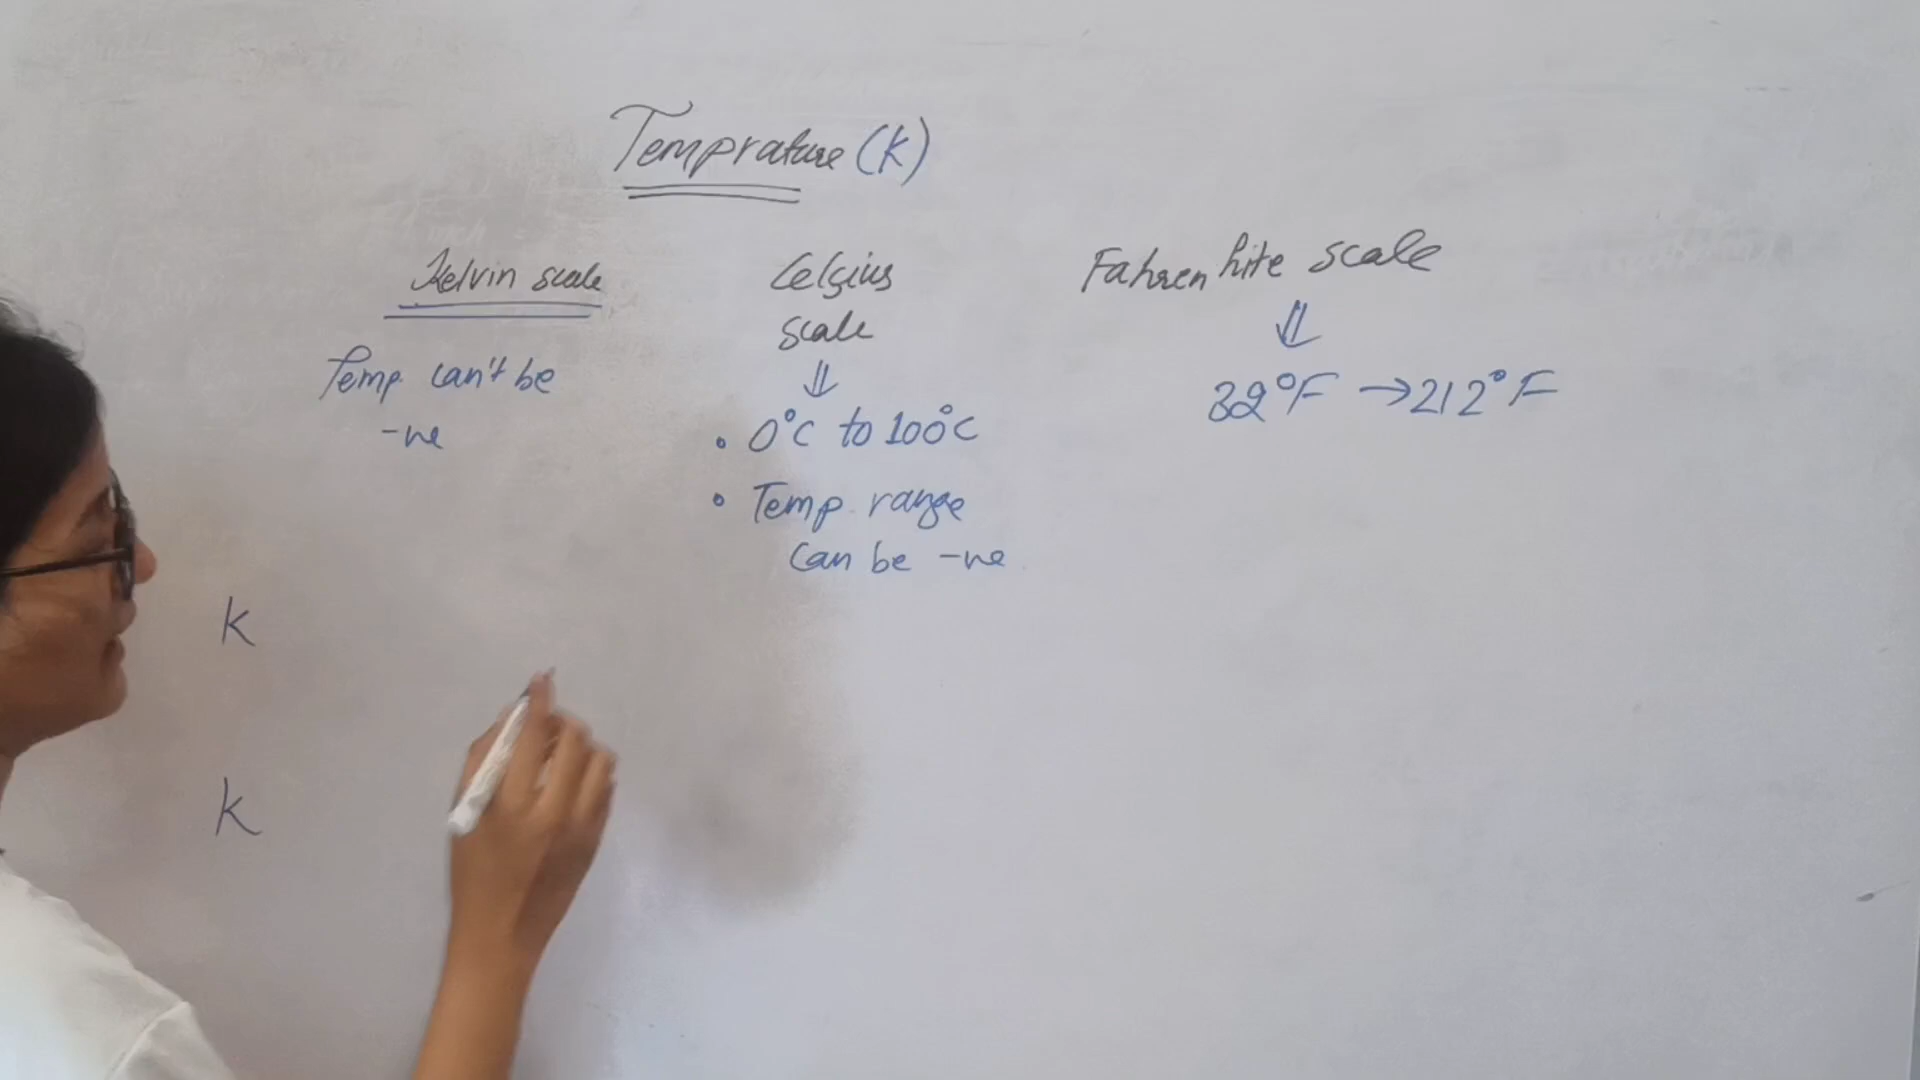 Temprature (k)
Kelvin scale
Temp. can't be
-ve
Celsius
scale
⇓
• 0°C to 100°C
• Temp. range
can be -ve
Fahrenhite scale
⇓
32°F → 212°F
k
k